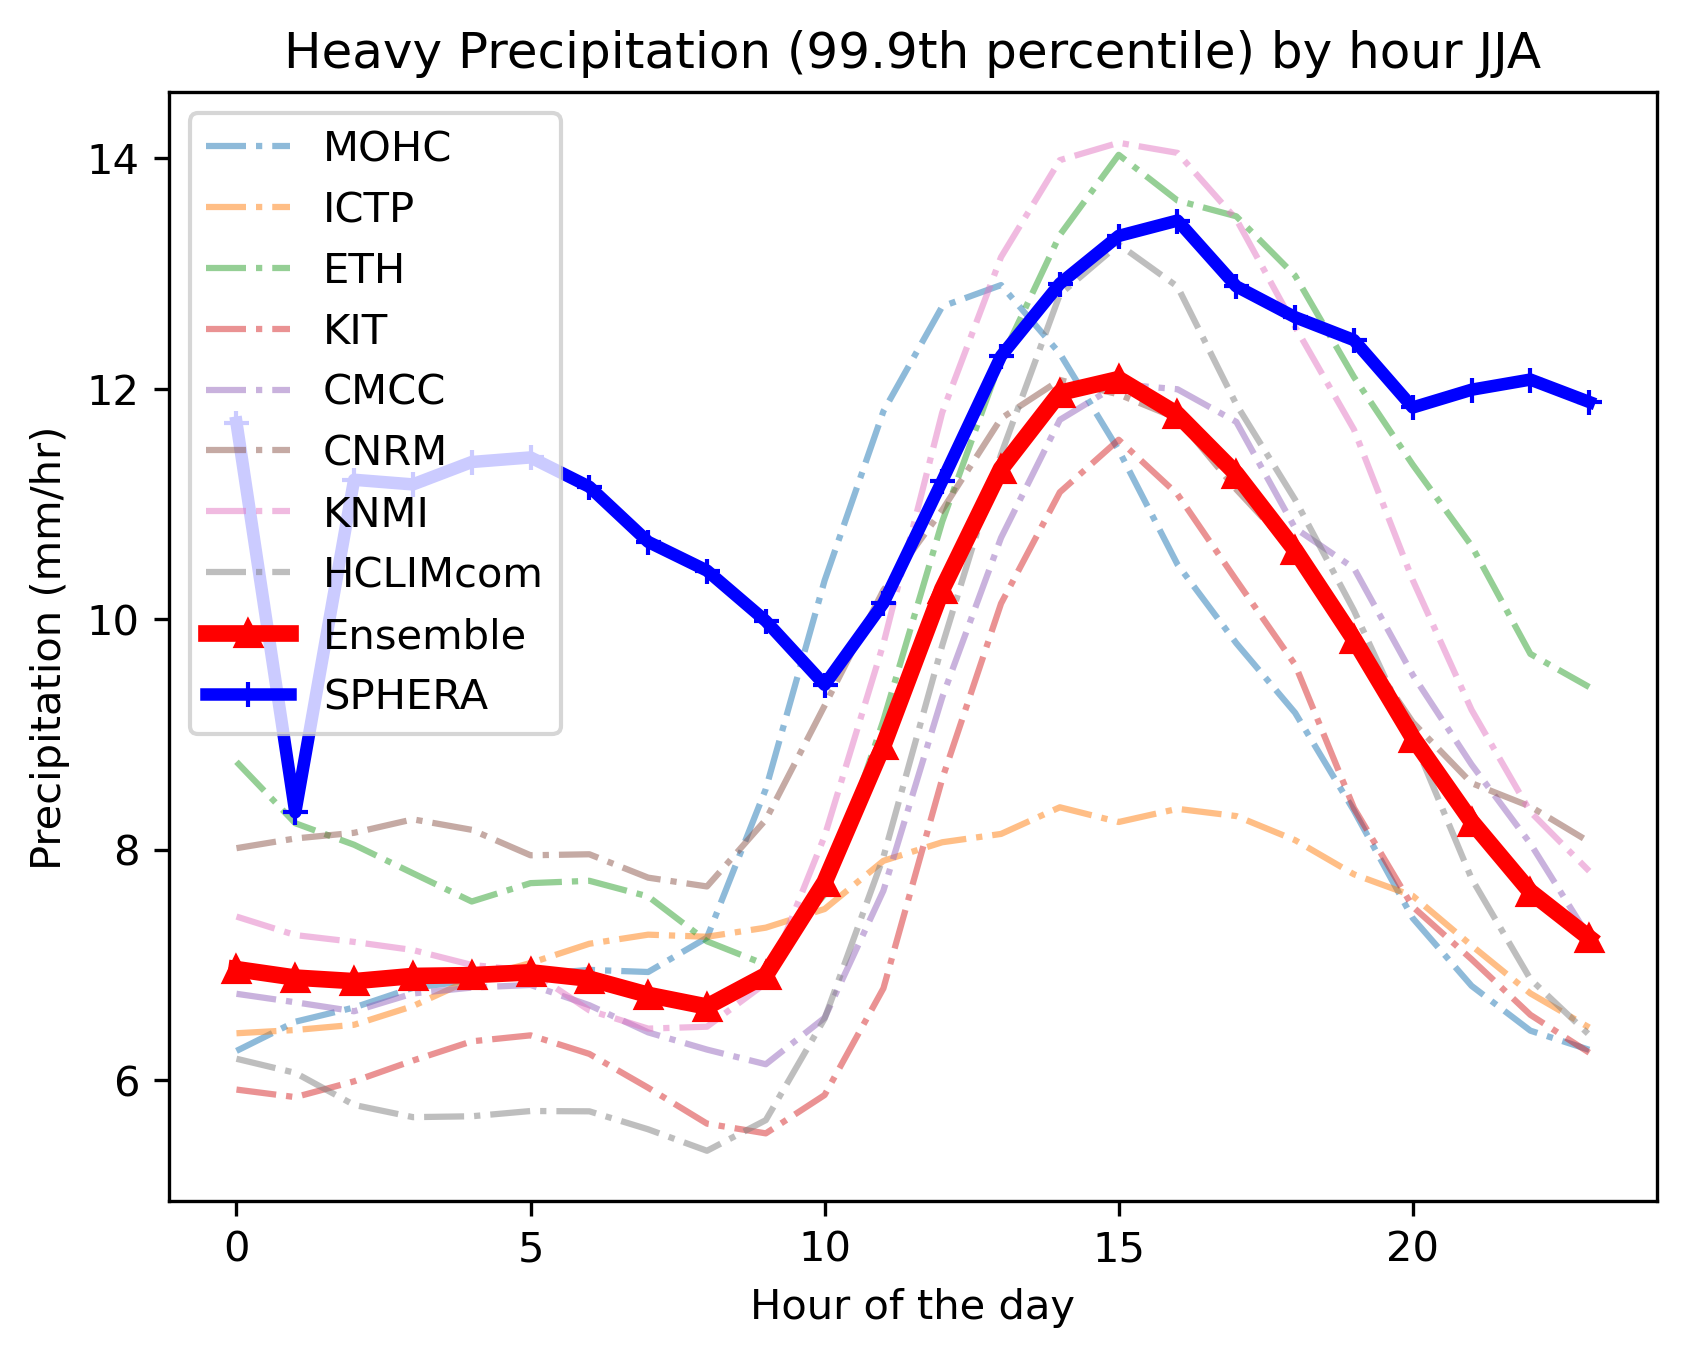 Heavy Precipitation (99.9th percentile) by hour JJA
14
12
10
8
6
Precipitation (mm/hr)
MOHC
ICTP
ETH
KIT
CMCC
CNRM
KNMI
HCLIMcom
Ensemble
SPHERA
0 5 10 15 20
Hour of the day